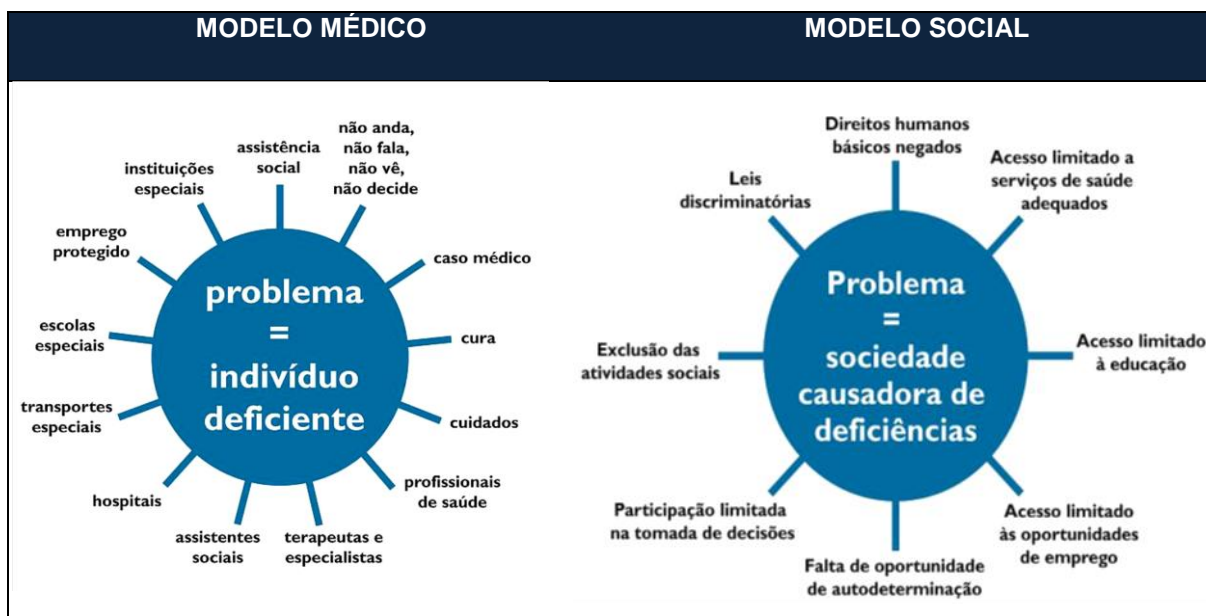 MODELO MÉDICO
MODELO SOCIAL
problema
=
indivíduo
deficiente
assistência
social
não anda,
não fala,
não vê,
não decide
caso médico
cura
cuidados
profissionais
de saúde
terapeutas e
especialistas
assistentes
sociais
hospitais
transportes
especiais
escolas
especiais
emprego
protegido
instituições
especiais
Problema
=
sociedade
causadora de
deficiências
Direitos humanos
básicos negados
Acesso limitado a
serviços de saúde
adequados
Acesso limitado
à educação
Acesso limitado
às oportunidades
de emprego
Falta de oportunidade
de autodeterminação
Participação limitada
na tomada de decisões
Exclusão das
atividades sociais
Leis
discriminatórias